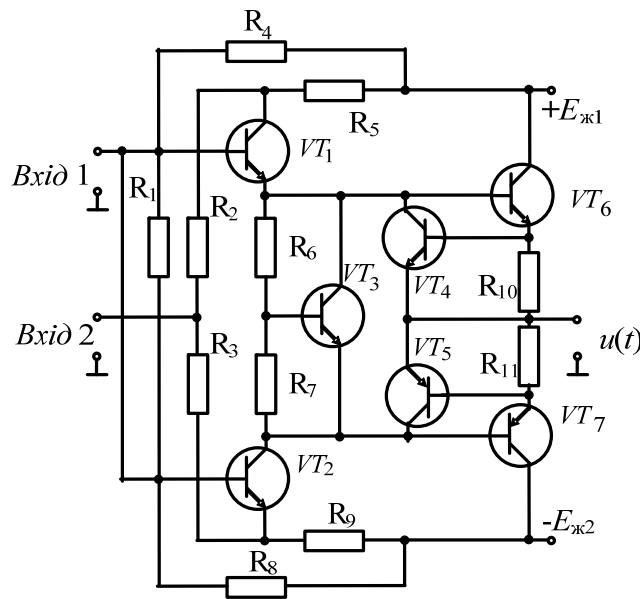 R4
R5
+Eж1
Вхід 1
R1
R2
VT1
VT6
R6
VT3
VT4
R10
Вхід 2
R3
VT5
u(t)
R7
R11
VT2
VT7
R9
-Eж2
R8